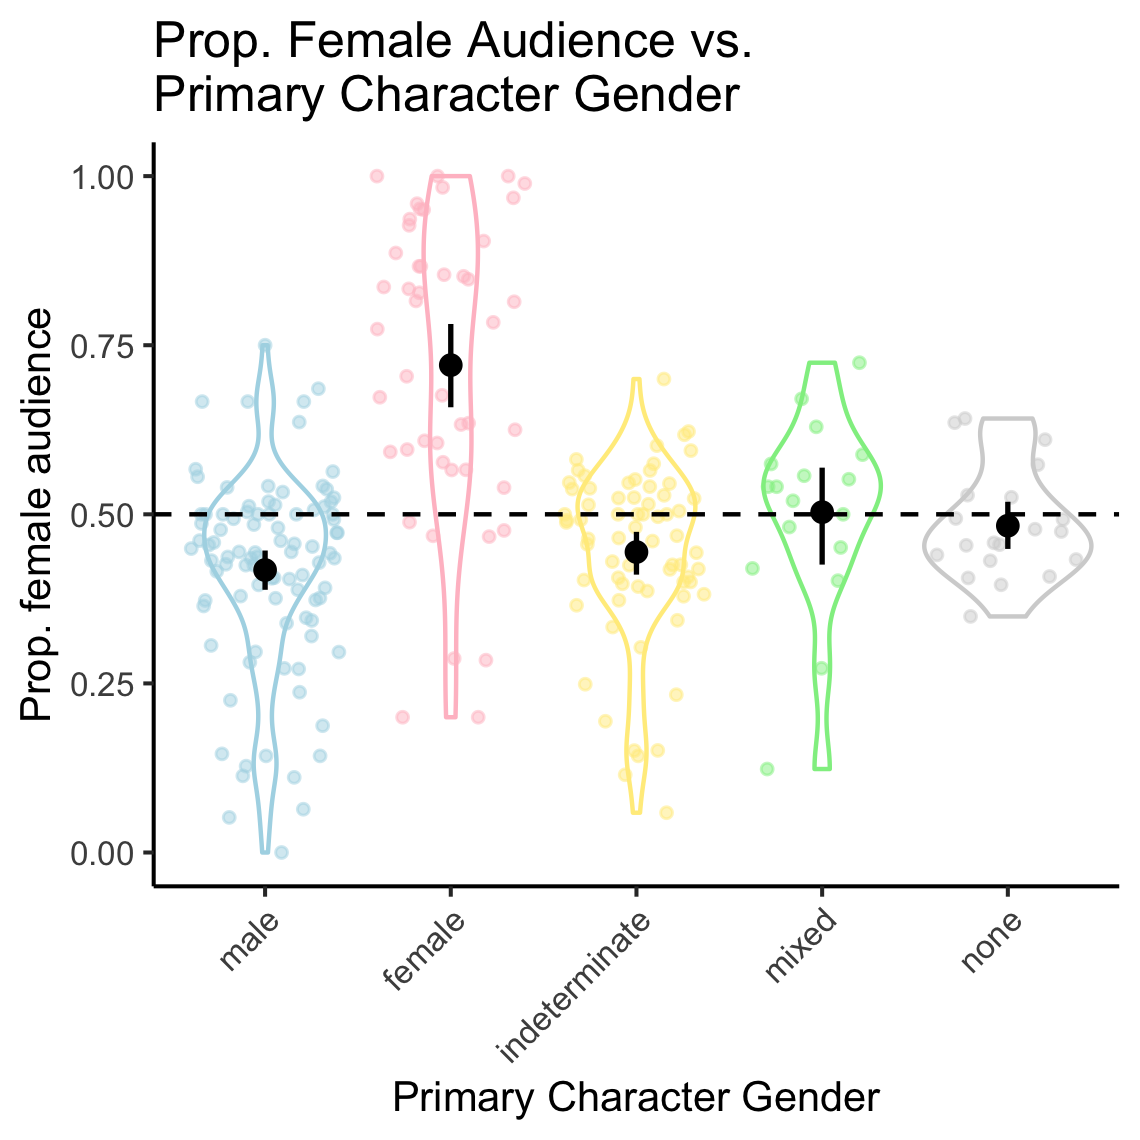 Prop. Female Audience vs.
Primary Character Gender
Prop. female audience
1.00
0.75
0.50
0.25
0.00
male
female
indeterminate
mixed
none
Primary Character Gender